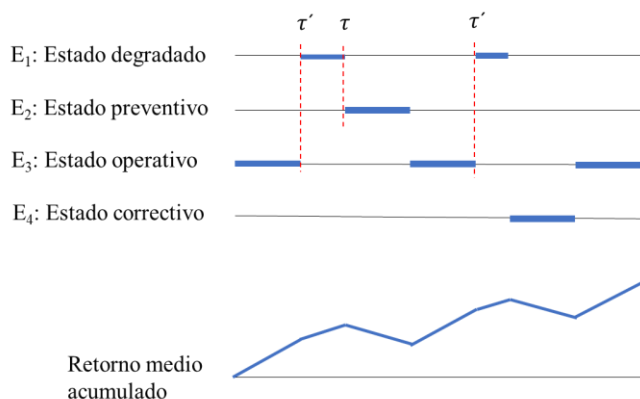 τ´ τ τ´
E₁: Estado degradado
E₂: Estado preventivo
E₃: Estado operativo
E₄: Estado correctivo
Retorno medio
acumulado